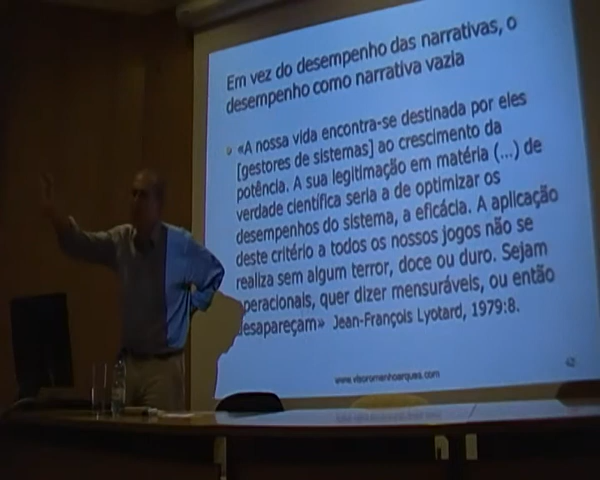 Em vez do desempenho das narrativas, o
desempenho como narrativa vazia
«A nossa vida encontra-se destinada por eles
[gestores de sistemas] ao crescimento da
potência. A sua legitimação em matéria (...) de
verdade científica seria a de optimizar os
desempenhos do sistema, a eficácia. A aplicação
deste critério a todos os nossos jogos não se
realiza sem algum terror, doce ou duro. Sejam
operacionais, quer dizer mensuráveis, ou então
desapareçam» Jean-François Lyotard, 1979:8.